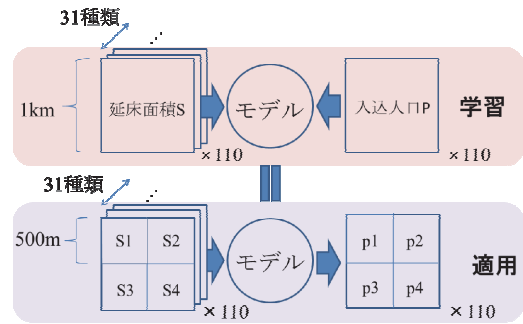 31種類
1km
延床面積S
モデル
入込人口P
学習
×110
×110
31種類
500m
S1 S2
S3 S4
モデル
p1 p2
p3 p4
適用
×110
×110